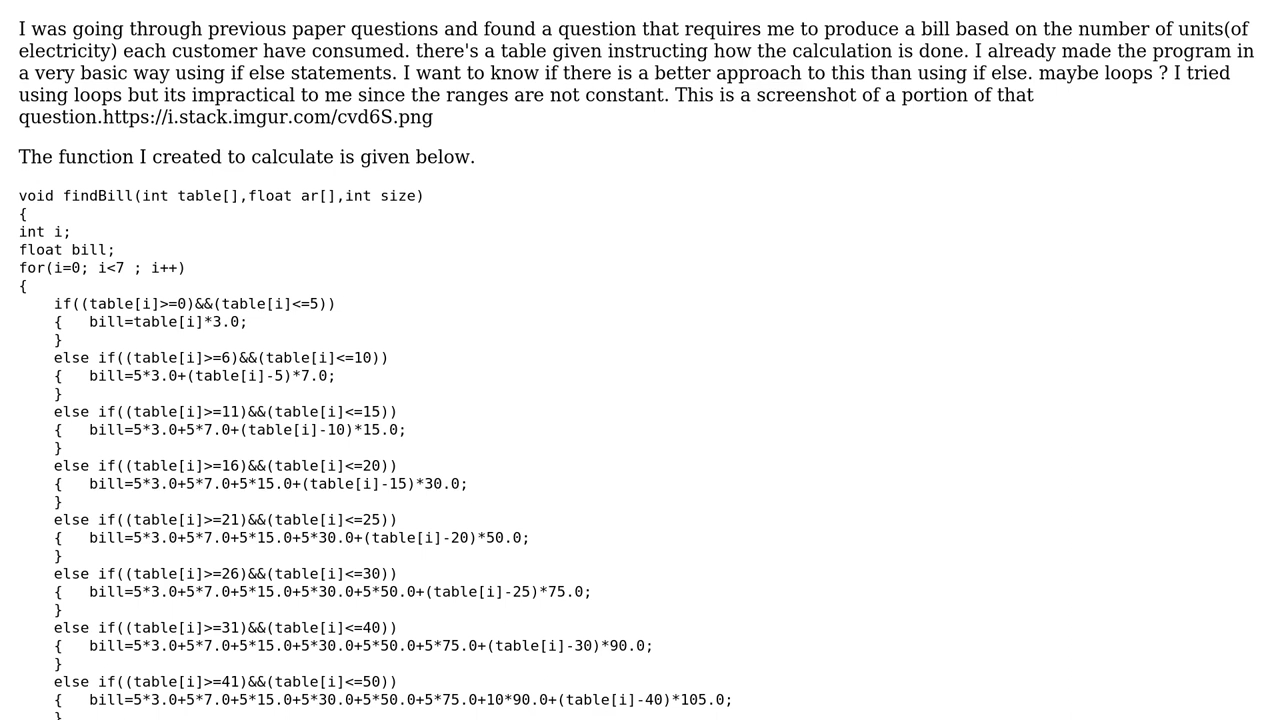 I was going through previous paper questions and found a question that requires me to produce a bill based on the number of units(of
electricity) each customer have consumed. there's a table given instructing how the calculation is done. I already made the program in
a very basic way using if else statements. I want to know if there is a better approach to this than using if else. maybe loops ? I tried
using loops but its impractical to me since the ranges are not constant. This is a screenshot of a portion of that
question.https://i.stack.imgur.com/cvd6S.png
The function I created to calculate is given below.
void findBill(int table[],float ar[],int size)
{
int i;
float bill;
for(i=0; i<7 ; i++)
{
    if((table[i]>=0)&&(table[i]<=5))
    {   bill=table[i]*3.0;
    }
    else if((table[i]>=6)&&(table[i]<=10))
    {   bill=5*3.0+(table[i]-5)*7.0;
    }
    else if((table[i]>=11)&&(table[i]<=15))
    {   bill=5*3.0+5*7.0+(table[i]-10)*15.0;
    }
    else if((table[i]>=16)&&(table[i]<=20))
    {   bill=5*3.0+5*7.0+5*15.0+(table[i]-15)*30.0;
    }
    else if((table[i]>=21)&&(table[i]<=25))
    {   bill=5*3.0+5*7.0+5*15.0+5*30.0+(table[i]-20)*50.0;
    }
    else if((table[i]>=26)&&(table[i]<=30))
    {   bill=5*3.0+5*7.0+5*15.0+5*30.0+5*50.0+(table[i]-25)*75.0;
    }
    else if((table[i]>=31)&&(table[i]<=40))
    {   bill=5*3.0+5*7.0+5*15.0+5*30.0+5*50.0+5*75.0+(table[i]-30)*90.0;
    }
    else if((table[i]>=41)&&(table[i]<=50))
    {   bill=5*3.0+5*7.0+5*15.0+5*30.0+5*50.0+5*75.0+10*90.0+(table[i]-40)*105.0;
    }